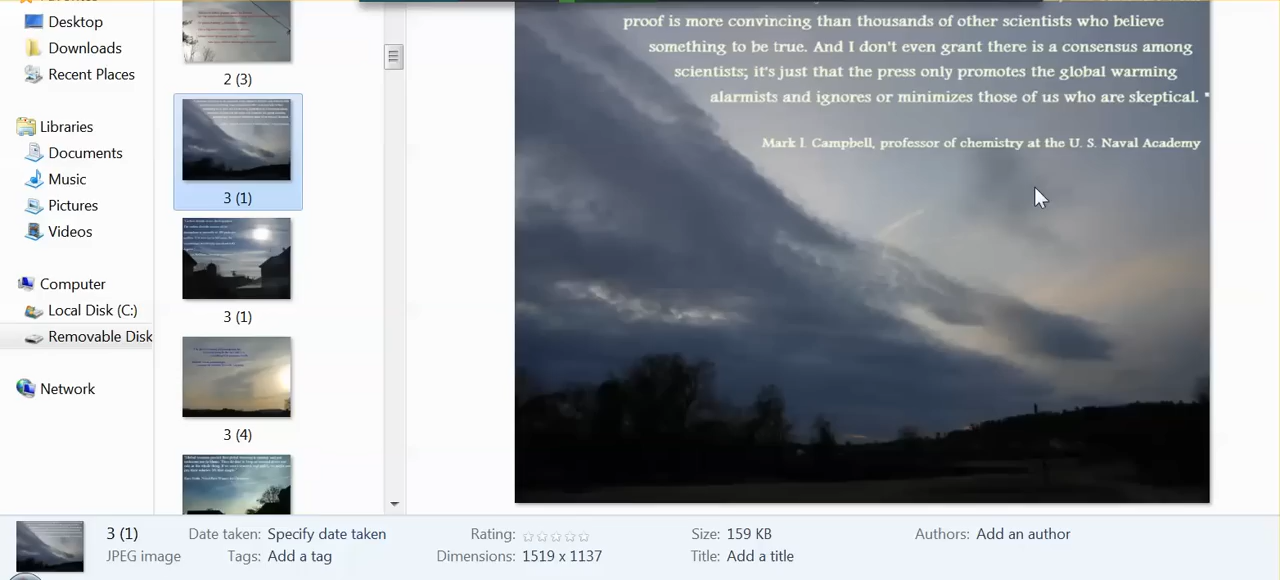 Desktop
Downloads
Recent Places
Libraries
Documents
Music
Pictures
Videos
Computer
Local Disk (C:)
Removable Disk
Network
2 (3)
3 (1)
3 (1)
3 (4)
proof is more convincing than thousands of other scientists who believe
something to be true. And I don't even grant there is a consensus among
scientists; it's just that the press only promotes the global warming
alarmists and ignores or minimizes those of us who are skeptical. "
Mark I. Campbell, professor of chemistry at the U. S. Naval Academy
3 (1)
JPEG image
Date taken: Specify date taken
Tags: Add a tag
Rating:
Dimensions: 1519 x 1137
Size: 159 KB
Title: Add a title
Authors: Add an author